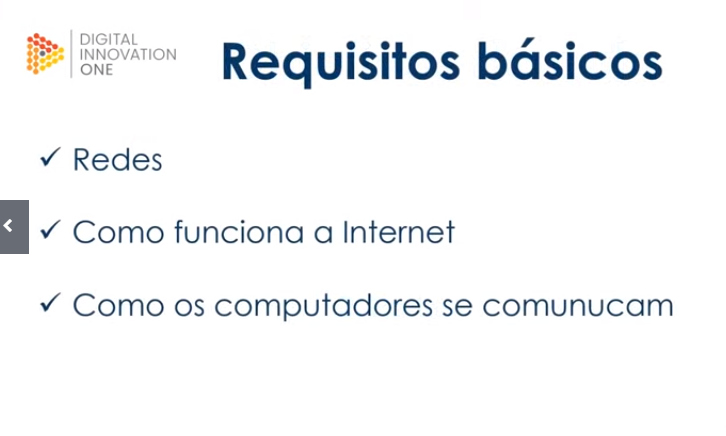 DIGITAL
INNOVATION
ONE
Requisitos básicos
✓ Redes
✓ Como funciona a Internet
✓ Como os computadores se comunucam